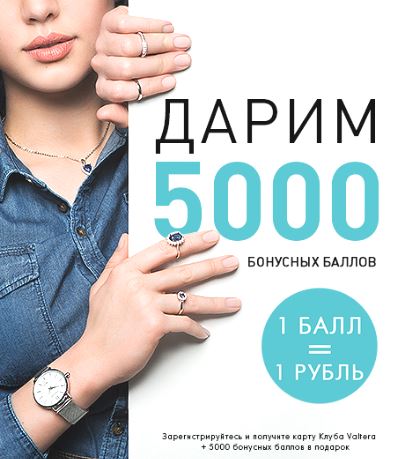 ДАРИМ
5000
БОНУСНЫХ БАЛЛОВ
1 БАЛЛ
=
1 РУБЛЬ
Зарегистрируйтесь и получите карту Клуба Valtera
+ 5000 бонусных баллов в подарок